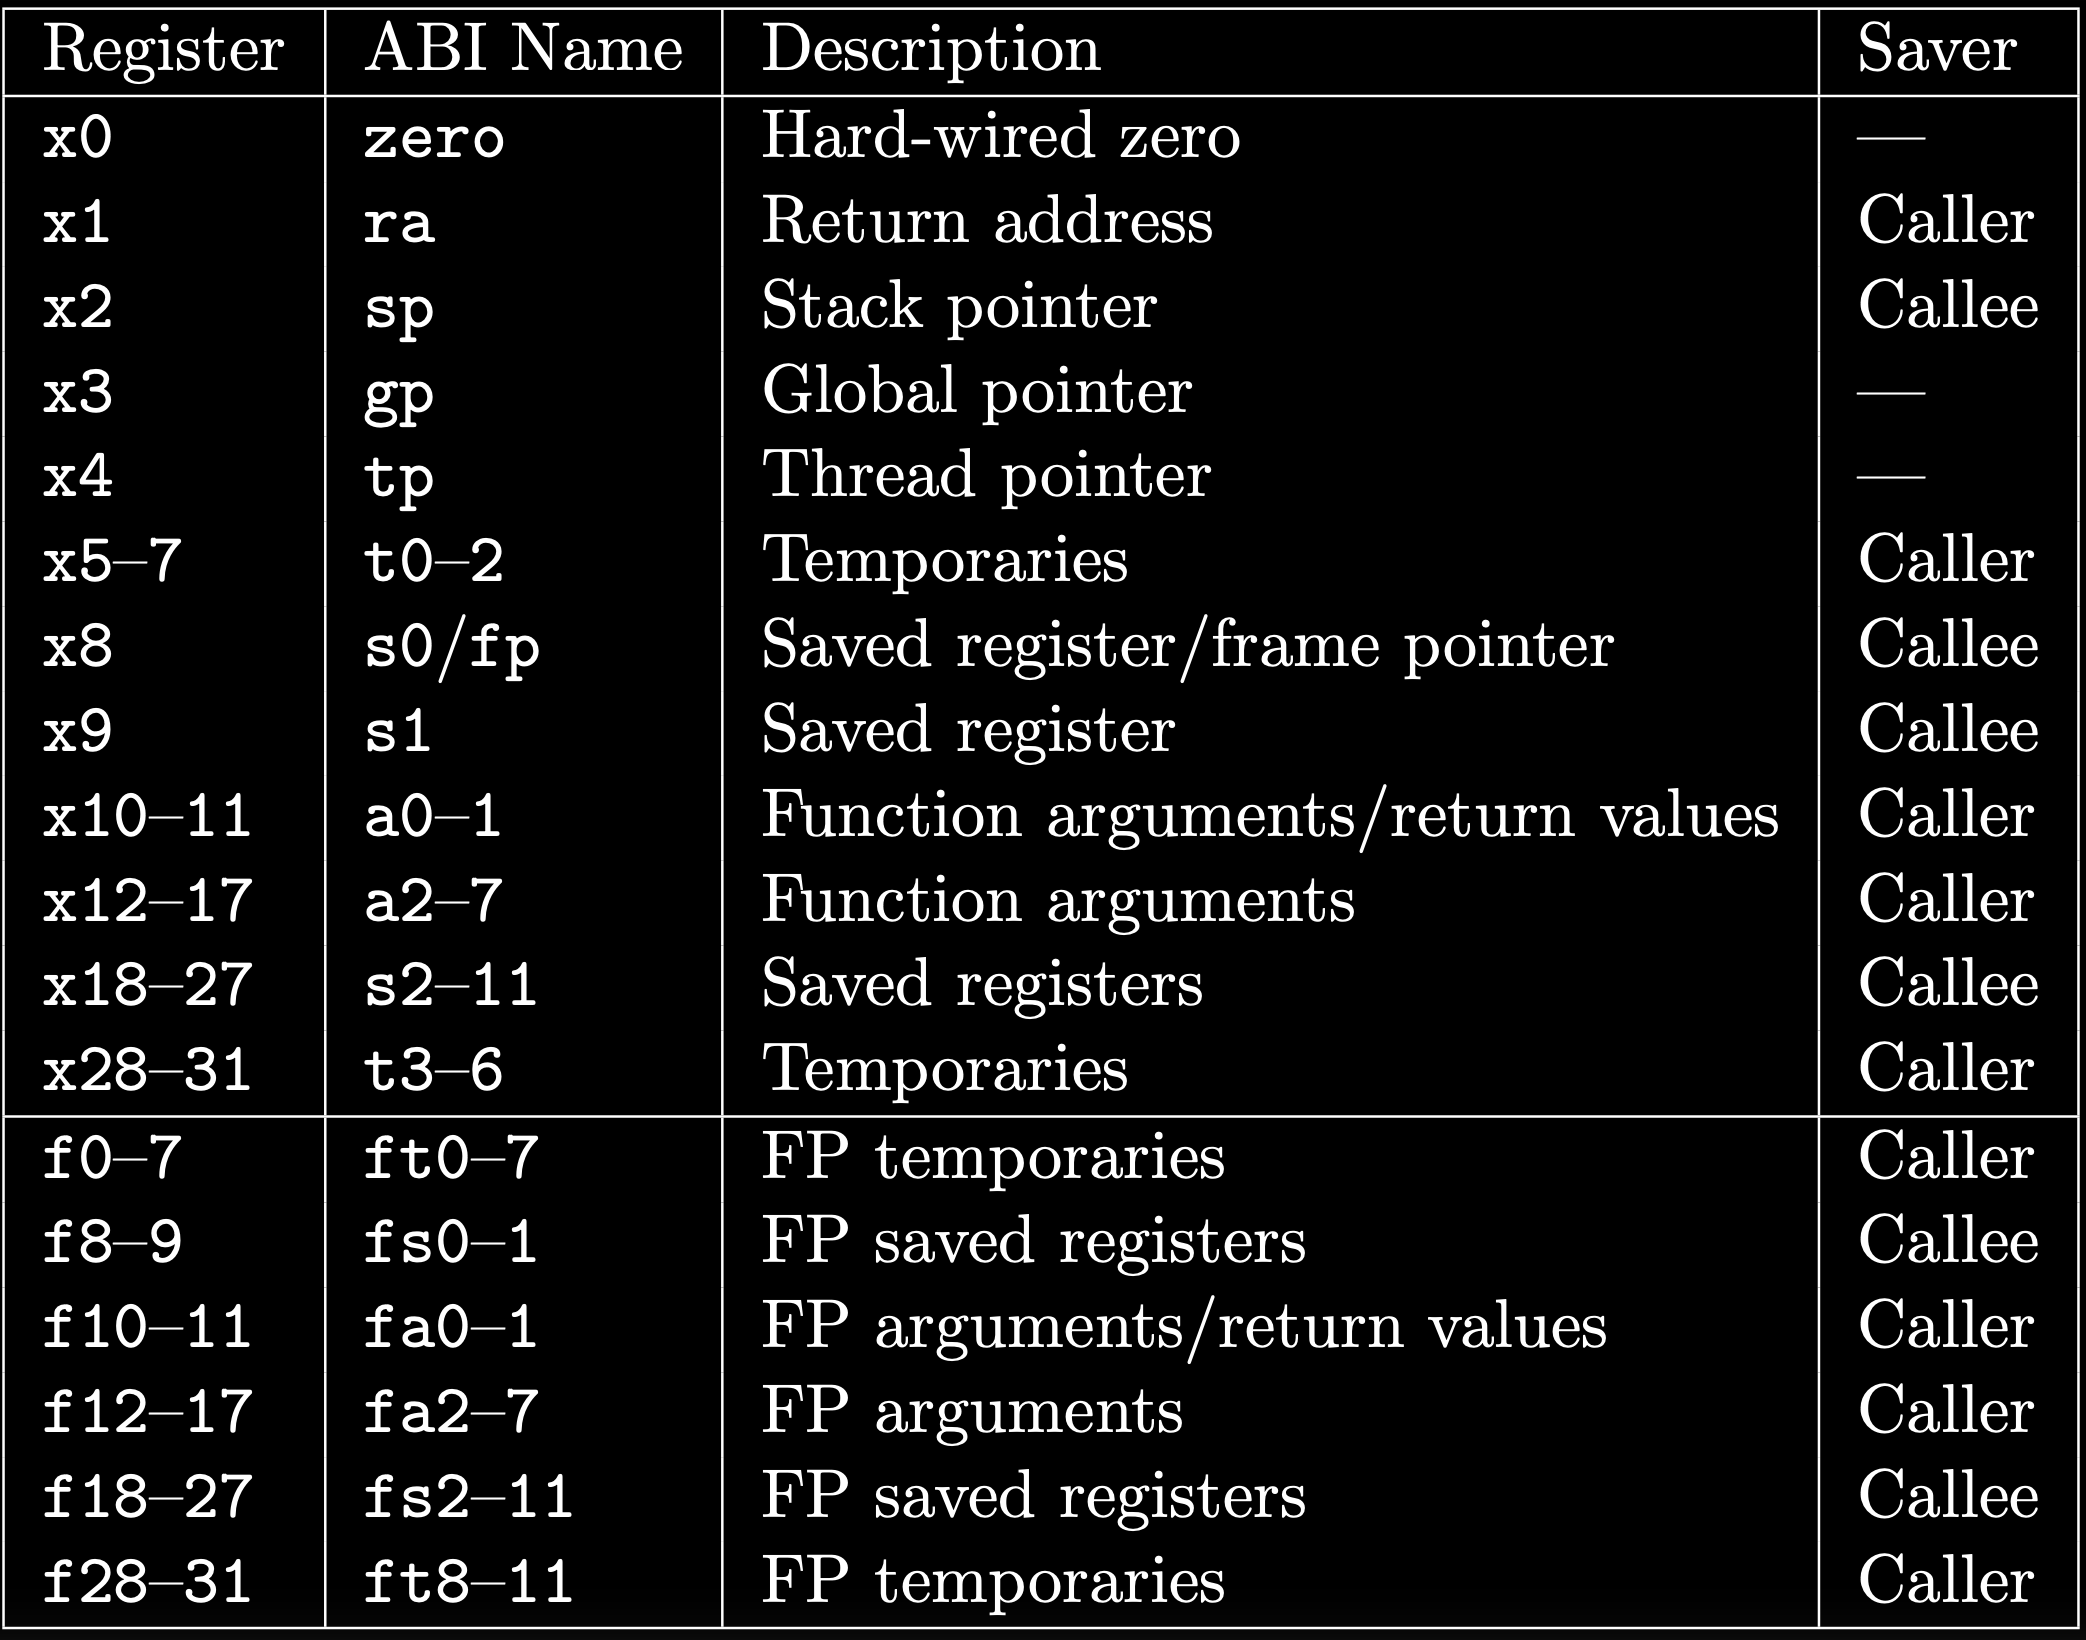 Register ABI Name Description Saver
x0 zero Hard-wired zero —
x1 ra Return address Caller
x2 sp Stack pointer Callee
x3 gp Global pointer —
x4 tp Thread pointer —
x5–7 t0–2 Temporaries Caller
x8 s0/fp Saved register/frame pointer Callee
x9 s1 Saved register Callee
x10–11 a0–1 Function arguments/return values Caller
x12–17 a2–7 Function arguments Caller
x18–27 s2–11 Saved registers Callee
x28–31 t3–6 Temporaries Caller
f0–7 ft0–7 FP temporaries Caller
f8–9 fs0–1 FP saved registers Callee
f10–11 fa0–1 FP arguments/return values Caller
f12–17 fa2–7 FP arguments Caller
f18–27 fs2–11 FP saved registers Callee
f28–31 ft8–11 FP temporaries Caller